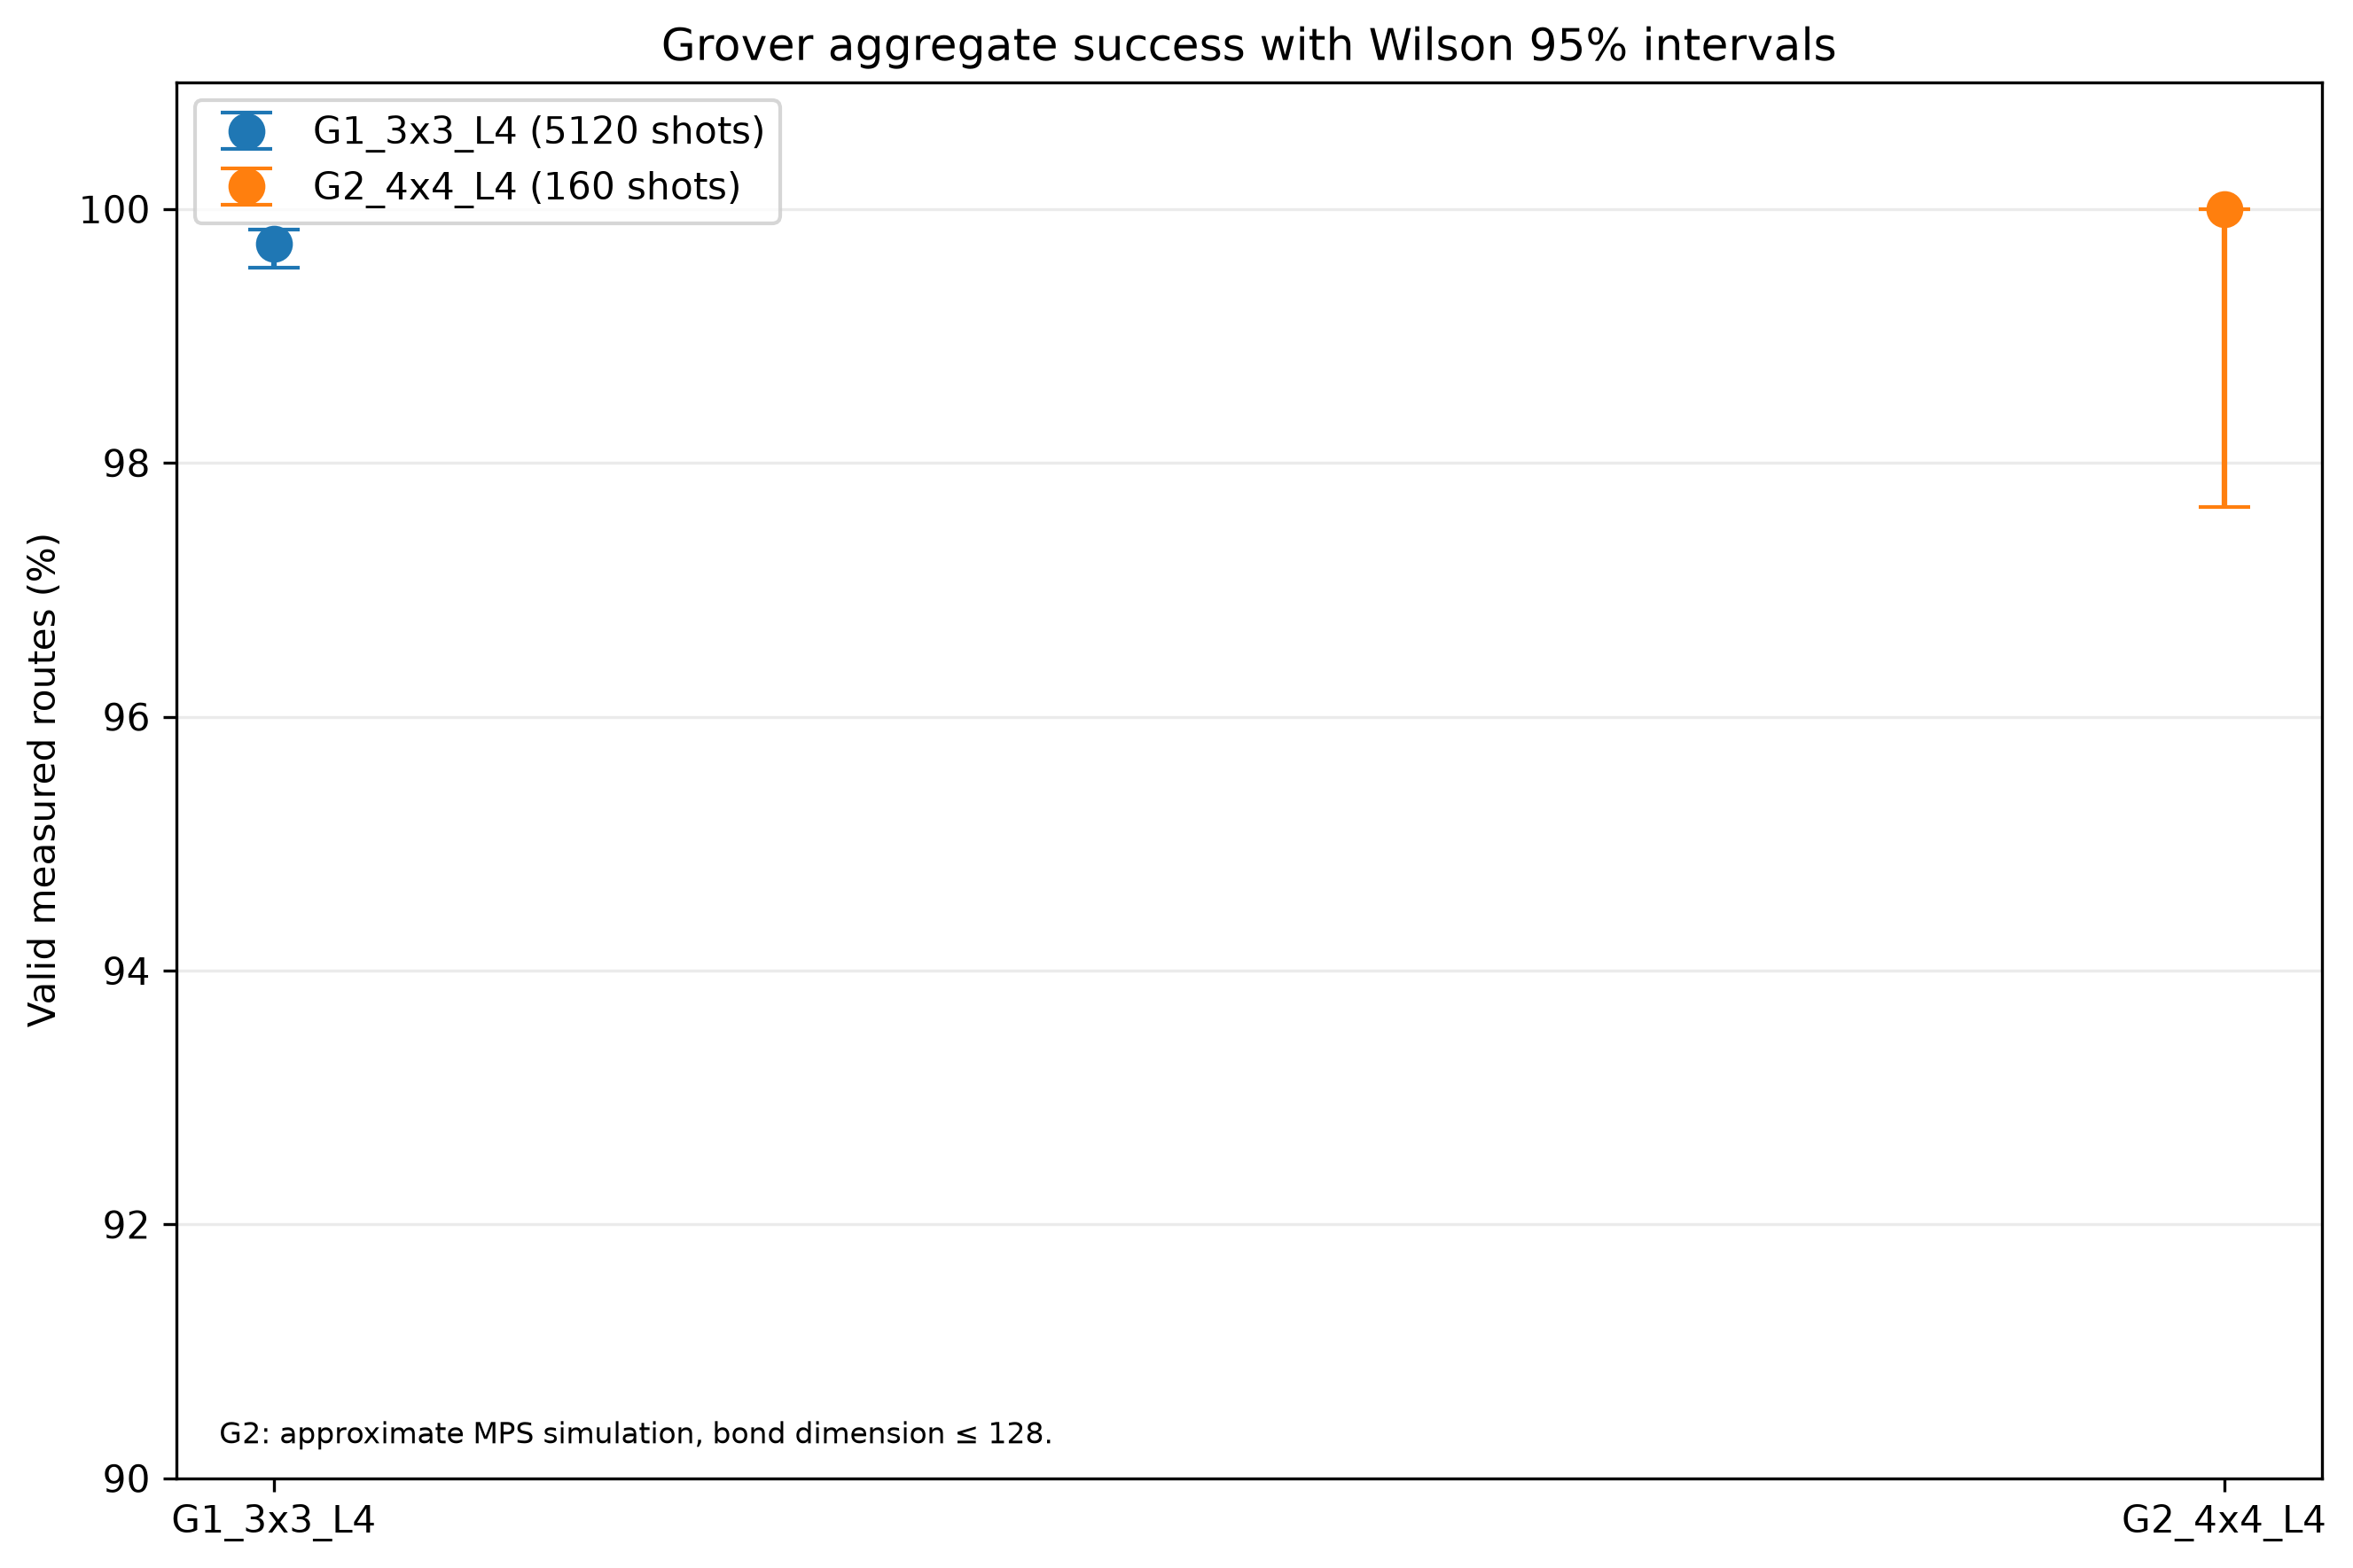 Grover aggregate success with Wilson 95% intervals
G1_3x3_L4 (5120 shots)
G2_4x4_L4 (160 shots)
Valid measured routes (%)
100
98
96
94
92
90
G2: approximate MPS simulation, bond dimension ≤ 128.
G1_3x3_L4
G2_4x4_L4